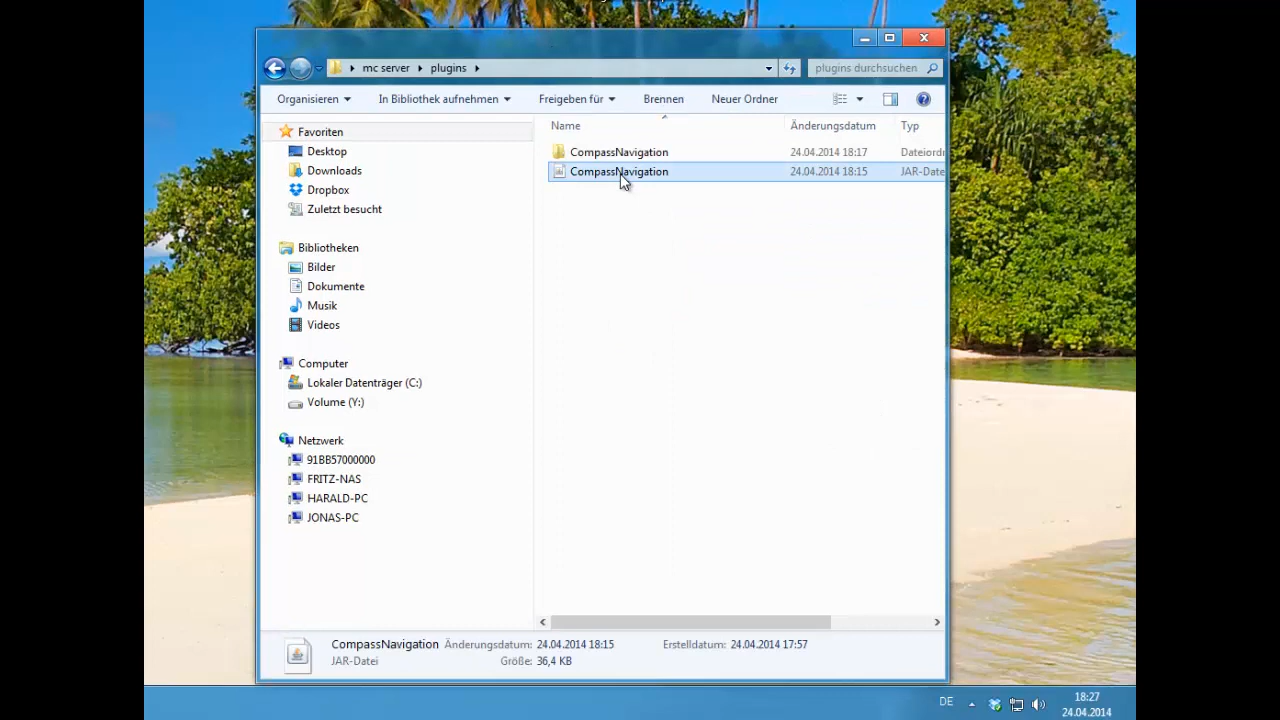 mc server plugins
plugins durchsuchen
Organisieren In Bibliothek aufnehmen Freigeben für Brennen Neuer Ordner
Favoriten
Desktop
Downloads
Dropbox
Zuletzt besucht
Bibliotheken
Bilder
Dokumente
Musik
Videos
Computer
Lokaler Datenträger (C:)
Volume (Y:)
Netzwerk
91BB57000000
FRITZ-NAS
HARALD-PC
JONAS-PC
Name Änderungsdatum Typ
CompassNavigation 24.04.2014 18:17 Dateiordn
CompassNavigation 24.04.2014 18:15 JAR-Date
CompassNavigation Änderungsdatum: 24.04.2014 18:15 Erstelldatum: 24.04.2014 17:57
JAR-Datei Größe: 36,4 KB
DE
18:27
24.04.2014